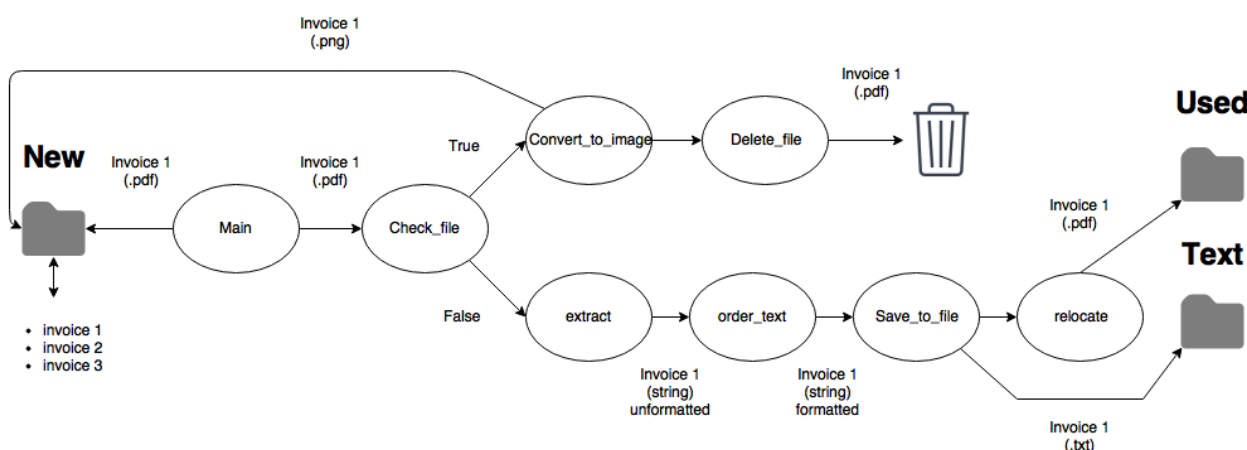 Invoice 1
(.png)
Invoice 1
(.pdf)
Used
New
Invoice 1
(.pdf)
Invoice 1
(.pdf)
True
Convert_to_image
Delete_file
Main
Check_file
Invoice 1
(.pdf)
Text
False
extract
order_text
Save_to_file
relocate
• invoice 1
• invoice 2
• invoice 3
Invoice 1
(string)
unformatted
Invoice 1
(string)
formatted
Invoice 1
(.txt)